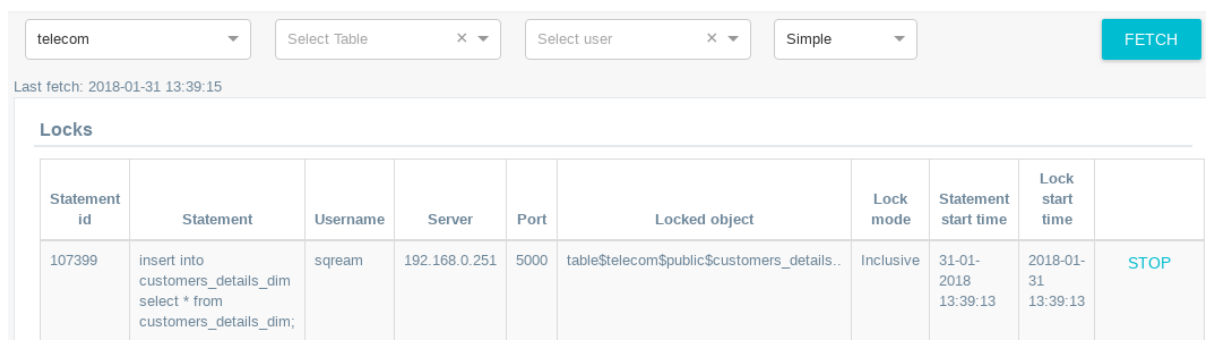 telecom Select Table × Select user × Simple FETCH
Last fetch: 2018-01-31 13:39:15
Locks
Statement id Statement Username Server Port Locked object Lock mode Statement start time Lock start time
107399 insert into customers_details_dim select * from customers_details_dim; sqream 192.168.0.251 5000 table$telecom$public$customers_details.. Inclusive 31-01-2018 13:39:13 2018-01-31 13:39:13 STOP